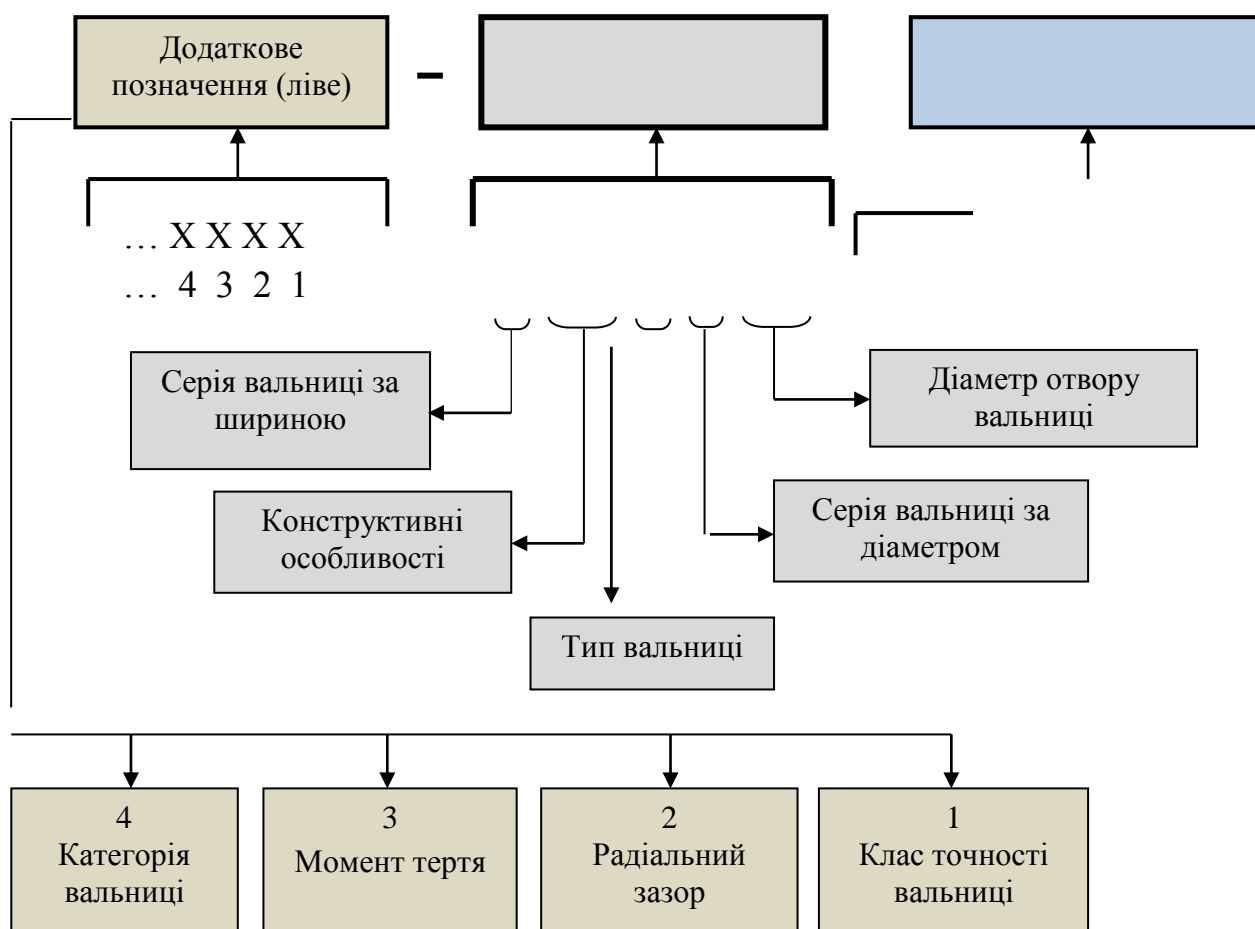 Додаткове
позначення (ліве)
–
… X X X X
… 4 3 2 1
Серія вальниці за
шириною
Діаметр отвору
вальниці
Конструктивні
особливості
Серія вальниці за
діаметром
Тип вальниці
4
Категорія
вальниці
3
Момент тертя
2
Радіальний
зазор
1
Клас точності
вальниці